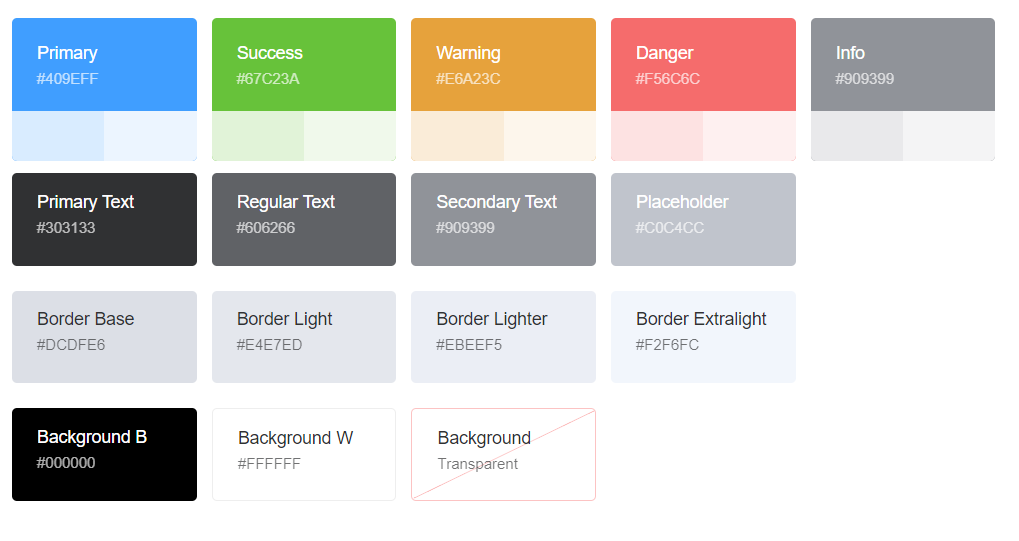 Primary
#409EFF
Success
#67C23A
Warning
#E6A23C
Danger
#F56C6C
Info
#909399
Primary Text
#303133
Regular Text
#606266
Secondary Text
#909399
Placeholder
#C0C4CC
Border Base
#DCDFE6
Border Light
#E4E7ED
Border Lighter
#EBEEF5
Border Extralight
#F2F6FC
Background B
#000000
Background W
#FFFFFF
Background
Transparent